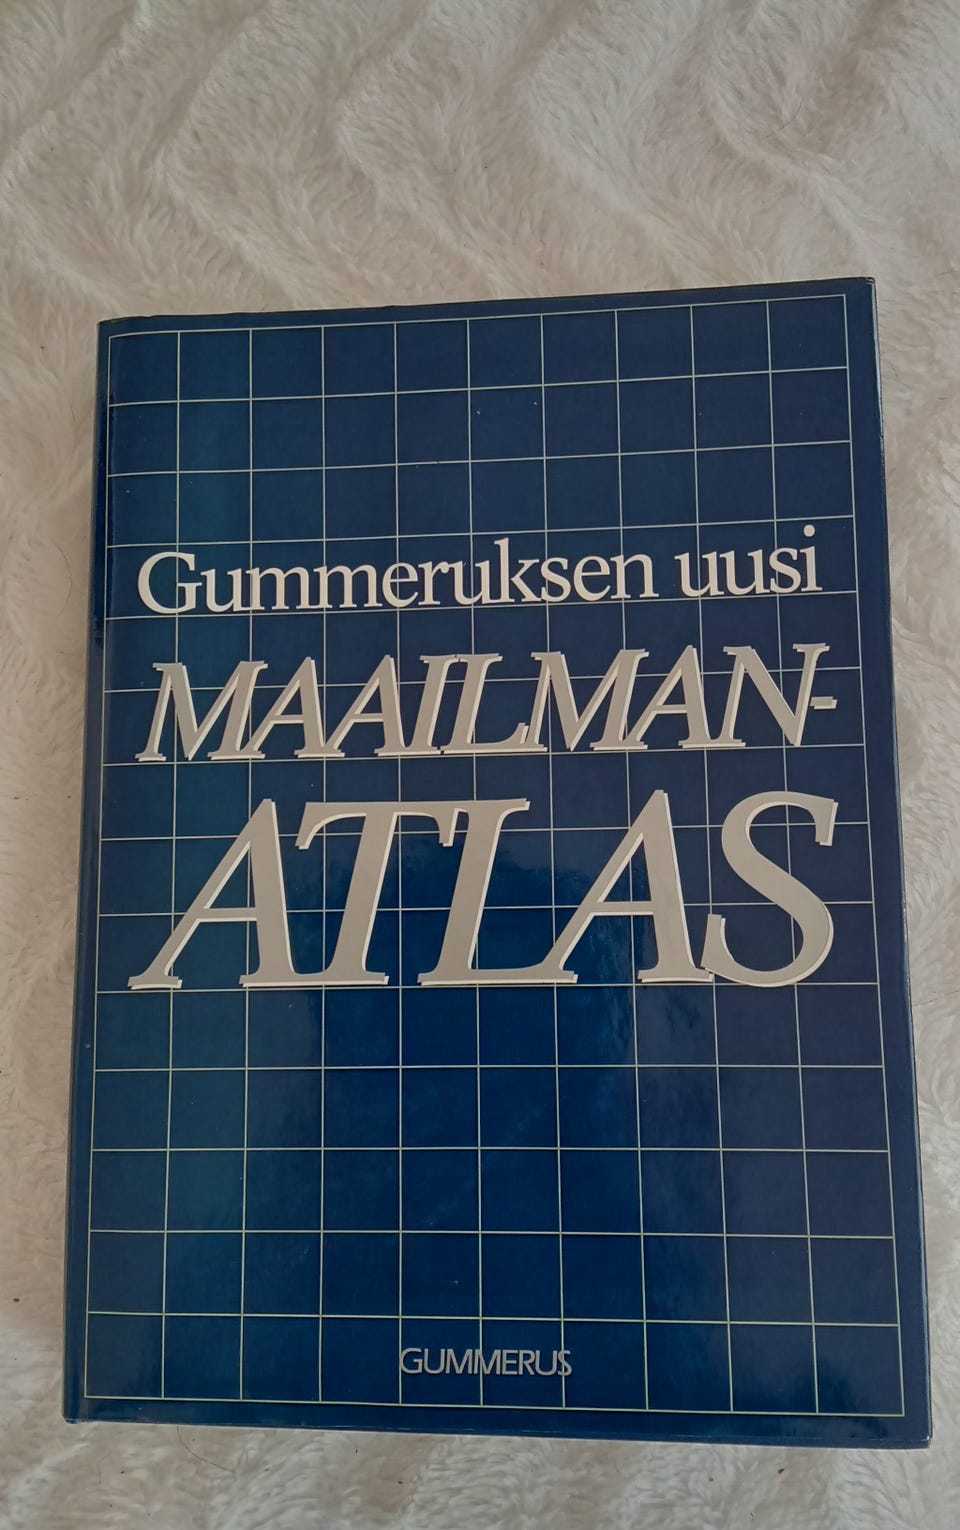 Gummeruksen uusi
MAAILMAN-
ATLAS
GUMMERUS